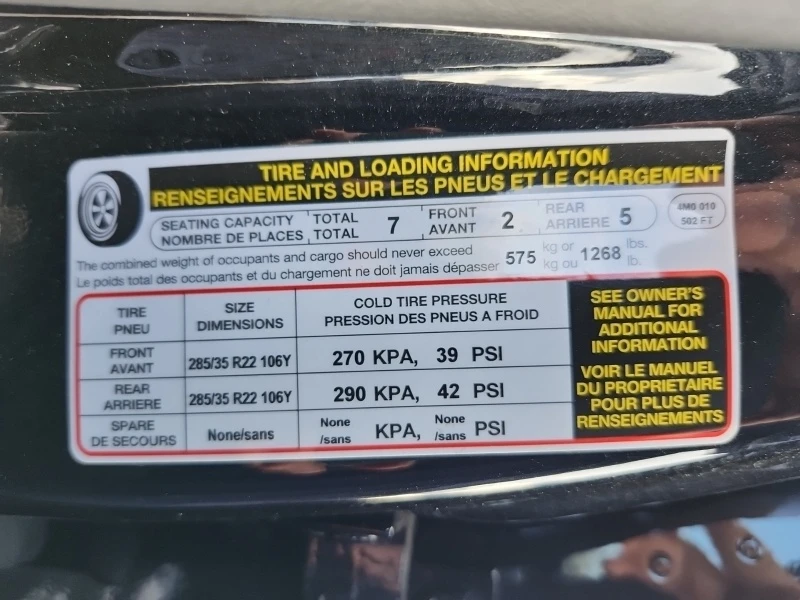 TIRE AND LOADING INFORMATION
RENSEIGNEMENTS SUR LES PNEUS ET LE CHARGEMENT
SEATING CAPACITY TOTAL 7 FRONT 2 REAR 5
NOMBRE DE PLACES TOTAL AVANT ARRIERE
4M0 010
502 FT
The combined weight of occupants and cargo should never exceed 575 kg or 1268 lbs.
Le poids total des occupants et du chargement ne doit jamais dépasser kg ou lb.
TIRE SIZE COLD TIRE PRESSURE
PNEU DIMENSIONS PRESSION DES PNEUS A FROID
FRONT
AVANT
285/35 R22 106Y 270 KPA, 39 PSI
REAR
ARRIERE
285/35 R22 106Y 290 KPA, 42 PSI
SPARE
DE SECOURS
None/sans
None
/sans
KPA,
None
/sans
PSI
SEE OWNER'S
MANUAL FOR
ADDITIONAL
INFORMATION
VOIR LE MANUEL
DU PROPRIETAIRE
POUR PLUS DE
RENSEIGNEMENTS